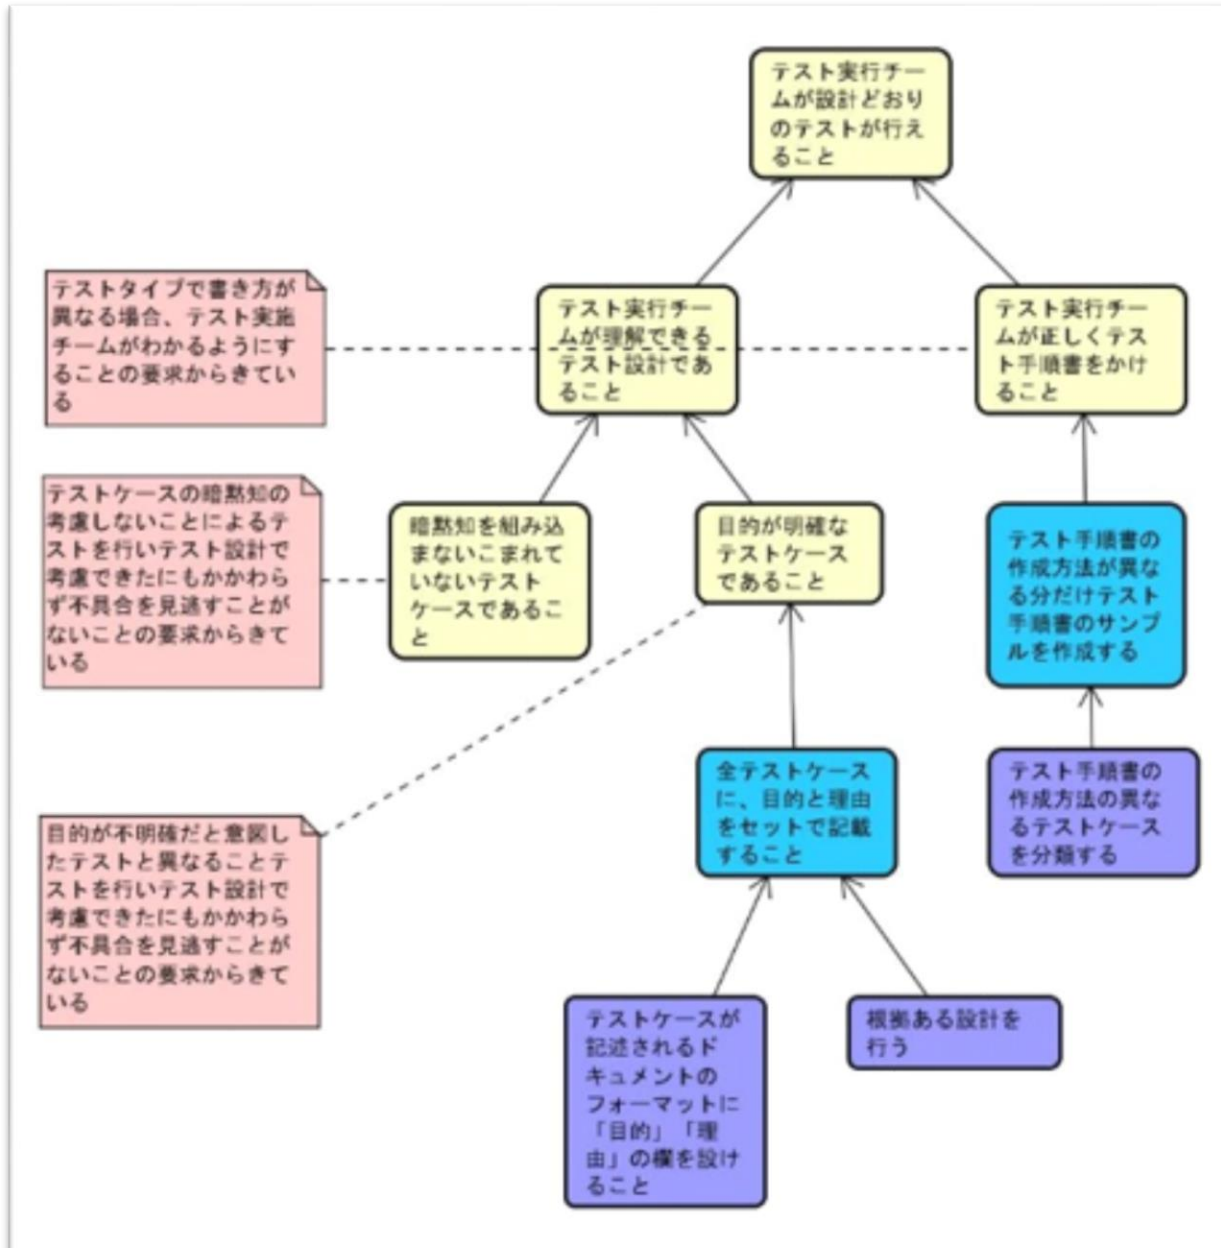 テスト実行チー
ムが設計どおり
のテストが行え
ること
テストタイプで書き方が
異なる場合、テスト実施
チームがわかるようにす
ることの要求からきてい
る
テスト実行チー
ムが理解できる
テスト設計であ
ること
テスト実行チー
ムが正しくテス
ト手順書をかけ
ること
テストケースの暗黙知の
考慮しないことによるテ
ストを行いテスト設計で
考慮できたにもかかわら
ず不具合を見逃すことが
ないことの要求からきて
いる
暗黙知を組み込
まないこまれて
いないテスト
ケースであるこ
と
目的が明確な
テストケース
であること
テスト手順書の
作成方法が異な
る分だけテスト
手順書のサンプ
ルを作成する
目的が不明確だと意図し
たテストと異なることテ
ストを行いテスト設計で
考慮できたにもかかわら
ず不具合を見逃すことが
ないことの要求からきて
いる
全テストケース
に、目的と理由
をセットで記載
すること
テスト手順書の
作成方法の異な
るテストケース
を分類する
テストケースが
記述されるド
キュメントの
フォーマットに
「目的」「理
由」の欄を設け
ること
根拠ある設計を
行う